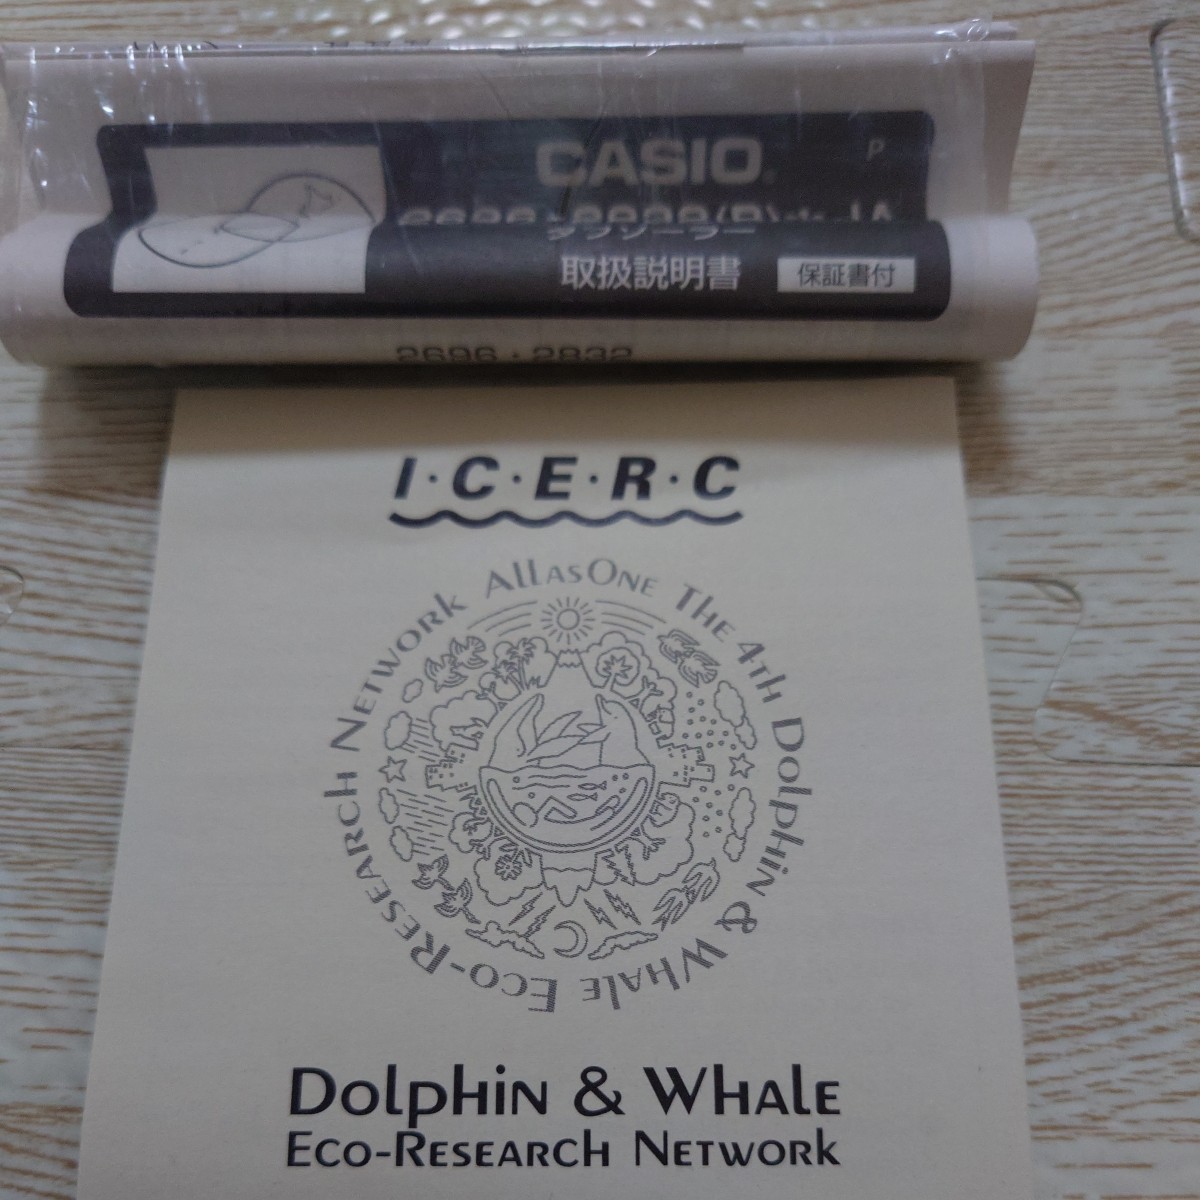 CASIO
P
タフソーラー
取扱説明書
保証書付
2696・2832
I・C・E・R・C
All as One The 4th Dolphin & Whale Eco-Research Network
Dolphin & Whale
Eco-Research Network